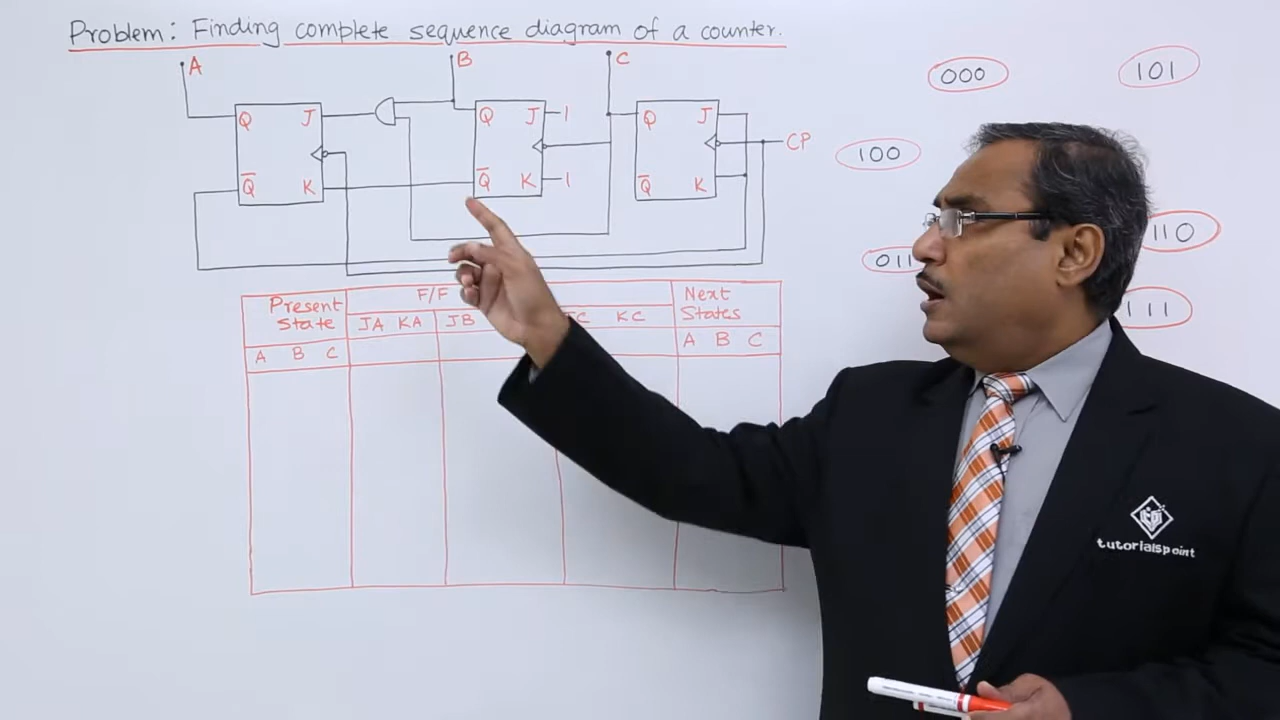 Problem: Finding complete sequence diagram of a counter.
A B C
Q J Q J 1 Q J
CP
Q̅ K Q̅ K 1 Q̅ K
000 101
100
110
011
111
Present State F/F Next States
JA KA JB KC
A B C A B C
tutorialspoint